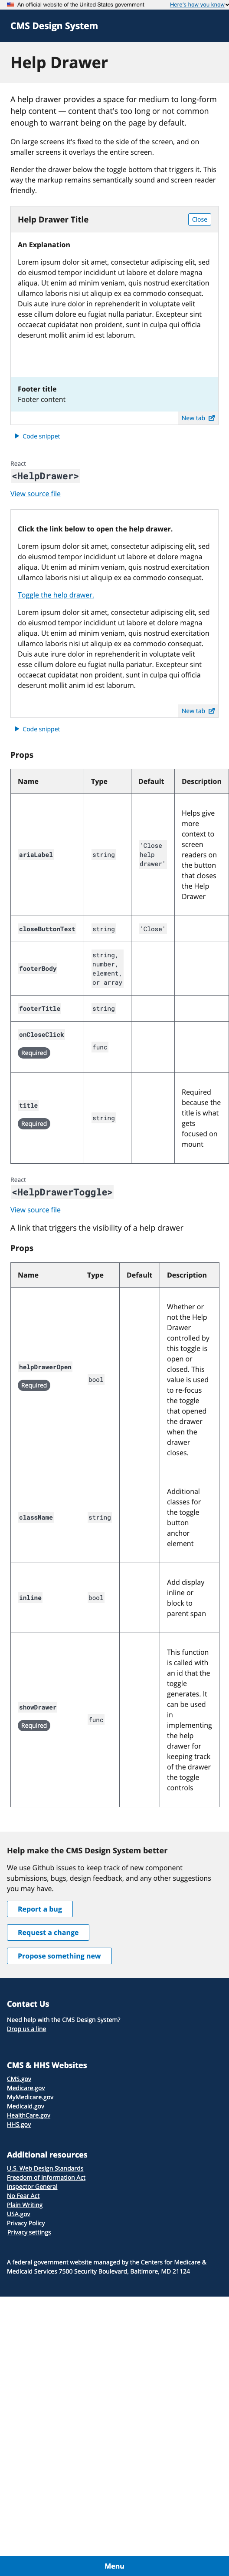 An official website of the United States government Here's how you know
CMS Design System
Help Drawer
A help drawer provides a space for medium to long-form
help content — content that's too long or not common
enough to warrant being on the page by default.
On large screens it's fixed to the side of the screen, and on
smaller screens it overlays the entire screen.
Render the drawer below the toggle bottom that triggers it. This
way the markup remains semantically sound and screen reader
friendly.
Help Drawer Title Close
An Explanation
Lorem ipsum dolor sit amet, consectetur adipiscing elit, sed
do eiusmod tempor incididunt ut labore et dolore magna
aliqua. Ut enim ad minim veniam, quis nostrud exercitation
ullamco laboris nisi ut aliquip ex ea commodo consequat.
Duis aute irure dolor in reprehenderit in voluptate velit esse
cillum dolore eu fugiat nulla pariatur. Excepteur sint
occaecat cupidatat non proident, sunt in culpa qui officia
deserunt mollit anim id est laborum.
Footer title
Footer content
New tab
Code snippet
React
<HelpDrawer>
View source file
Click the link below to open the help drawer.
Lorem ipsum dolor sit amet, consectetur adipiscing elit, sed
do eiusmod tempor incididunt ut labore et dolore magna
aliqua. Ut enim ad minim veniam, quis nostrud exercitation
ullamco laboris nisi ut aliquip ex ea commodo consequat.
Toggle the help drawer.
Lorem ipsum dolor sit amet, consectetur adipiscing elit, sed
do eiusmod tempor incididunt ut labore et dolore magna
aliqua. Ut enim ad minim veniam, quis nostrud exercitation
ullamco laboris nisi ut aliquip ex ea commodo consequat.
Duis aute irure dolor in reprehenderit in voluptate velit
esse cillum dolore eu fugiat nulla pariatur. Excepteur sint
occaecat cupidatat non proident, sunt in culpa qui officia
deserunt mollit anim id est laborum.
New tab
Code snippet
Props
Name Type Default Description
ariaLabel string 'Close help drawer' Helps give more context to screen readers on the button that closes the Help Drawer
closeButtonText string 'Close'
footerBody string, number, element, or array
footerTitle string
onCloseClick Required func
title Required string Required because the title is what gets focused on mount
React
<HelpDrawerToggle>
View source file
A link that triggers the visibility of a help drawer
Props
Name Type Default Description
helpDrawerOpen Required bool Whether or not the Help Drawer controlled by this toggle is open or closed. This value is used to re-focus the toggle that opened the drawer when the drawer closes.
className string Additional classes for the toggle button anchor element
inline bool Add display inline or block to parent span
showDrawer Required func This function is called with an id that the toggle generates. It can be used in implementing the help drawer for keeping track of the drawer the toggle controls
Help make the CMS Design System better
We use Github issues to keep track of new component
submissions, bugs, design feedback, and any other suggestions
you may have.
Report a bug
Request a change
Propose something new
Contact Us
Need help with the CMS Design System?
Drop us a line
CMS & HHS Websites
CMS.gov
Medicare.gov
MyMedicare.gov
Medicaid.gov
HealthCare.gov
HHS.gov
Additional resources
U.S. Web Design Standards
Freedom of Information Act
Inspector General
No Fear Act
Plain Writing
USA.gov
Privacy Policy
Privacy settings
A federal government website managed by the Centers for Medicare &
Medicaid Services 7500 Security Boulevard, Baltimore, MD 21124
Menu